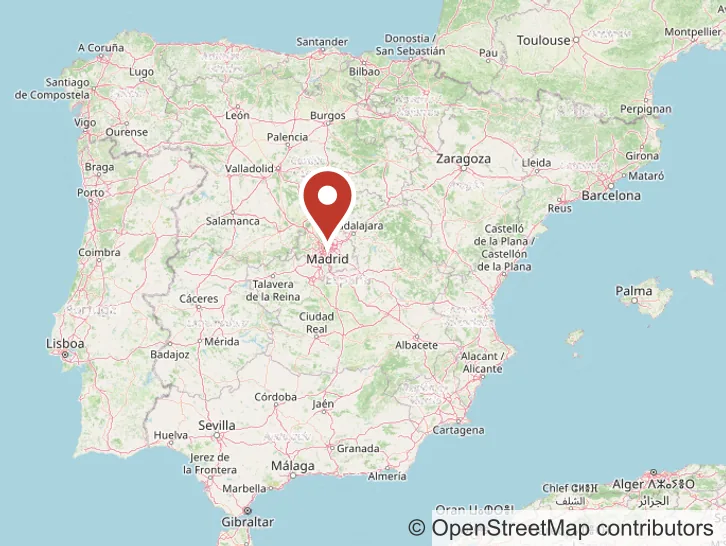 A Coruña
Santander
Donostia /
San Sebastián
Toulouse
Montpellier
Lugo
Bilbao
Pau
Santiago
de Compostela
León
Burgos
Perpignan
Vigo
Ourense
Palencia
Braga
Valladolid
Zaragoza
Lleida
Girona
Mataró
Porto
Barcelona
Reus
Salamanca
Guadalajara
Castelló
de la Plana /
Castellón
de la Plana
Coimbra
Madrid
Talavera
de la Reina
Palma
Cáceres
Ciudad
Real
Lisboa
Mérida
Badajoz
Albacete
Alacant /
Alicante
Córdoba
Jaén
Sevilla
Huelva
Cartagena
Granada
Jerez de
la Frontera
Málaga
Almería
Marbella
Gibraltar
Alger ⴷⵣⴰⵢⴻⵔ
الجزائر
الشلف
© OpenStreetMap contributors